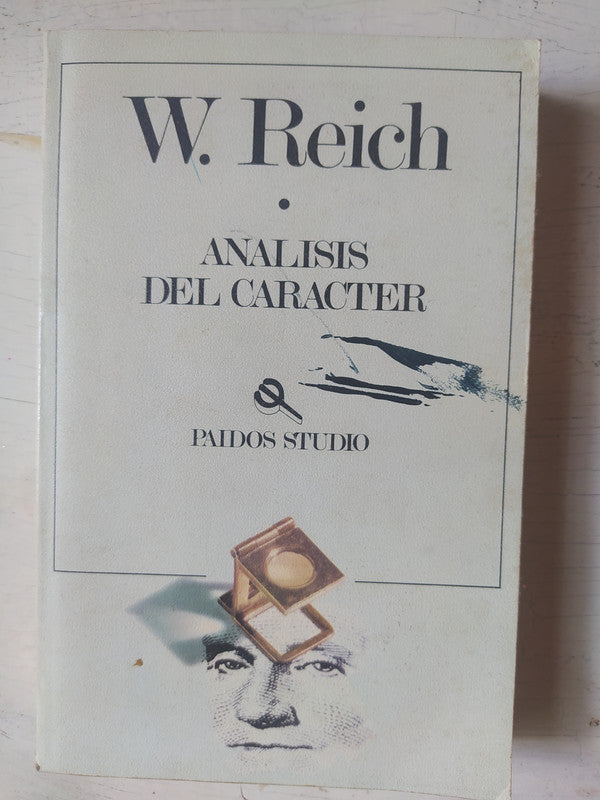 W. Reich
ANALISIS
DEL CARACTER
PAIDOS STUDIO